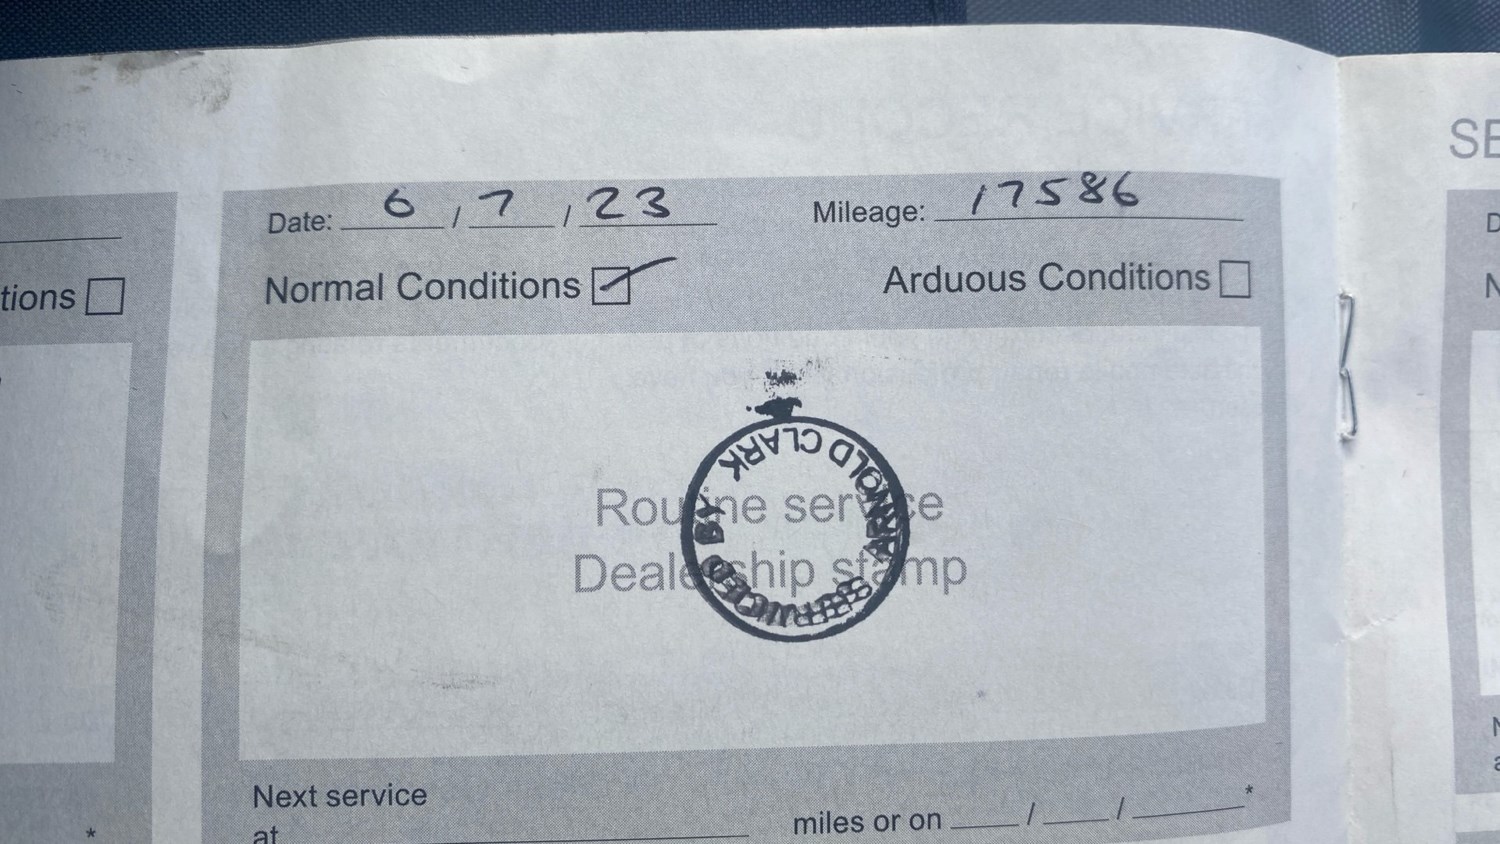 SE
Date: 6 / 7 / 23 Mileage: 17586
Normal Conditions Arduous Conditions
tions
SERVICED BY ARNOLD CLARK
Routine service
Dealership stamp
Next service
at miles or on / / *
*